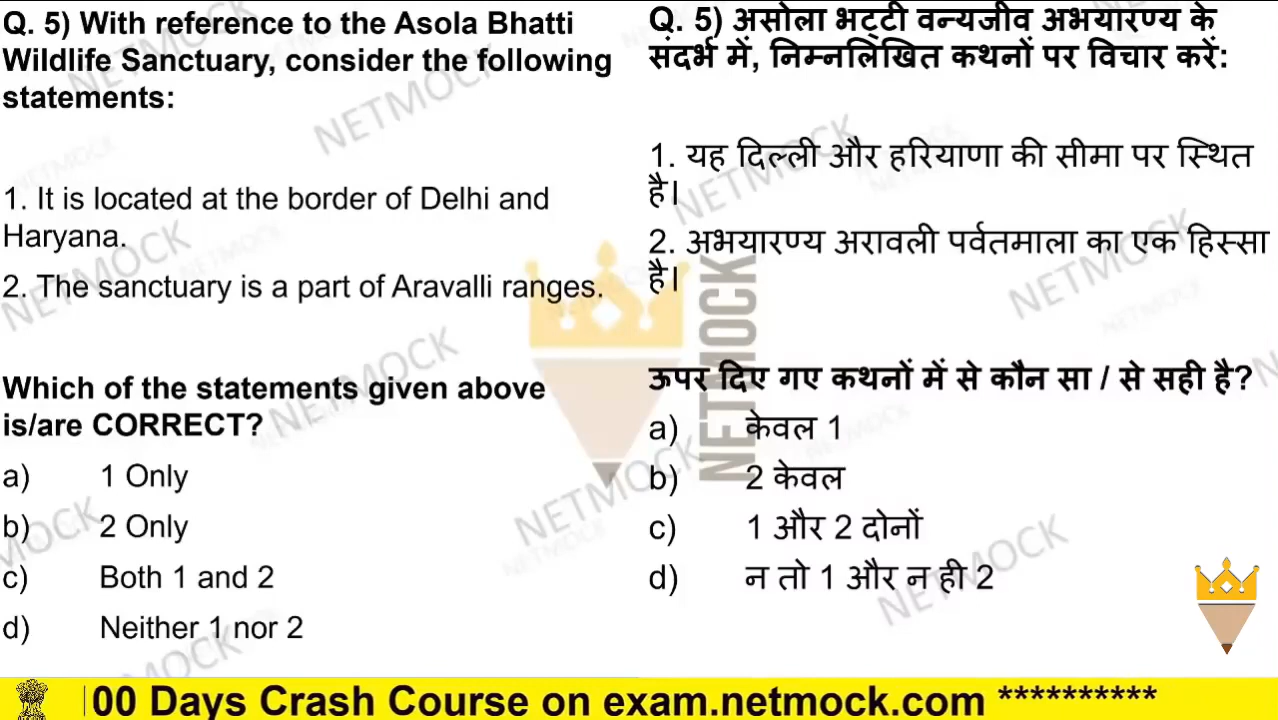 Q. 5) With reference to the Asola Bhatti
Wildlife Sanctuary, consider the following
statements:
1. It is located at the border of Delhi and
Haryana.
2. The sanctuary is a part of Aravalli ranges.
Which of the statements given above
is/are CORRECT?
a) 1 Only
b) 2 Only
c) Both 1 and 2
d) Neither 1 nor 2
Q. 5) असोला भट्टी वन्यजीव अभयारण्य के
संदर्भ में, निम्नलिखित कथनों पर विचार करें:
1. यह दिल्ली और हरियाणा की सीमा पर स्थित
है।
2. अभयारण्य अरावली पर्वतमाला का एक हिस्सा
है।
ऊपर दिए गए कथनों में से कौन सा / से सही है?
a) केवल 1
b) 2 केवल
c) 1 और 2 दोनों
d) न तो 1 और न ही 2
NETMOCK
00 Days Crash Course on exam.netmock.com **********